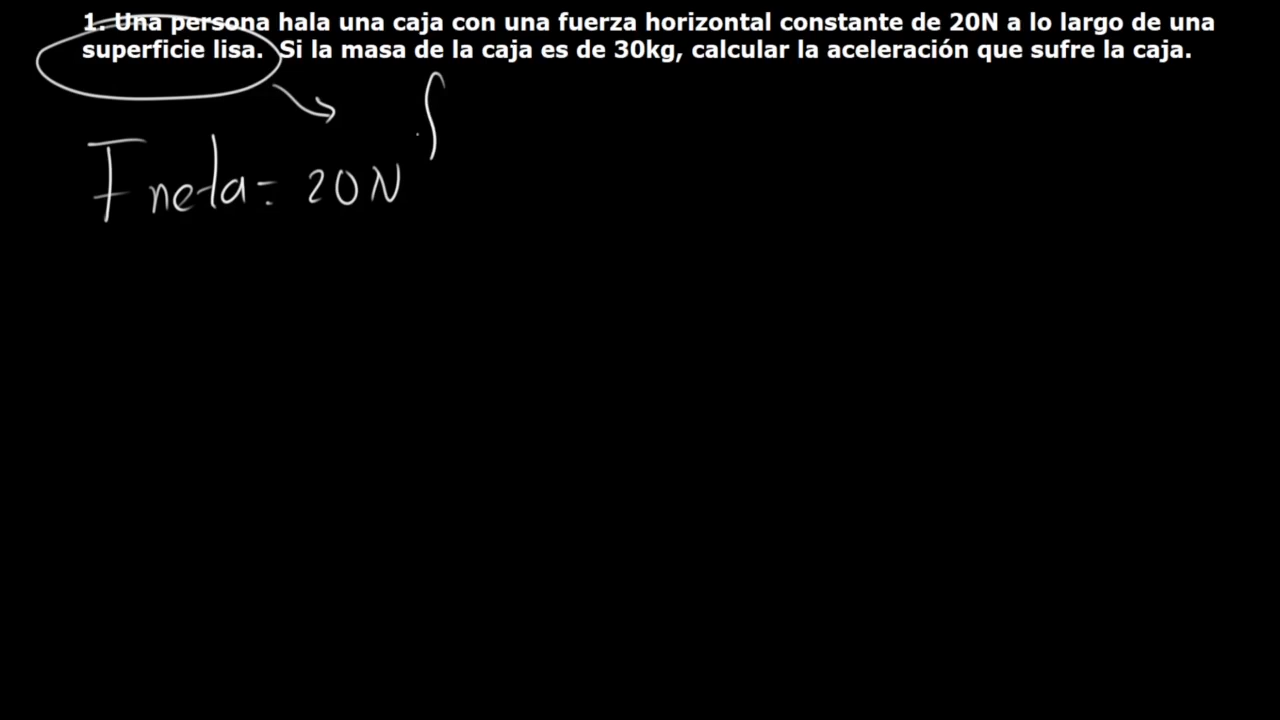 1. Una persona hala una caja con una fuerza horizontal constante de 20N a lo largo de una
superficie lisa. Si la masa de la caja es de 30kg, calcular la aceleración que sufre la caja.
Fneta = 20N